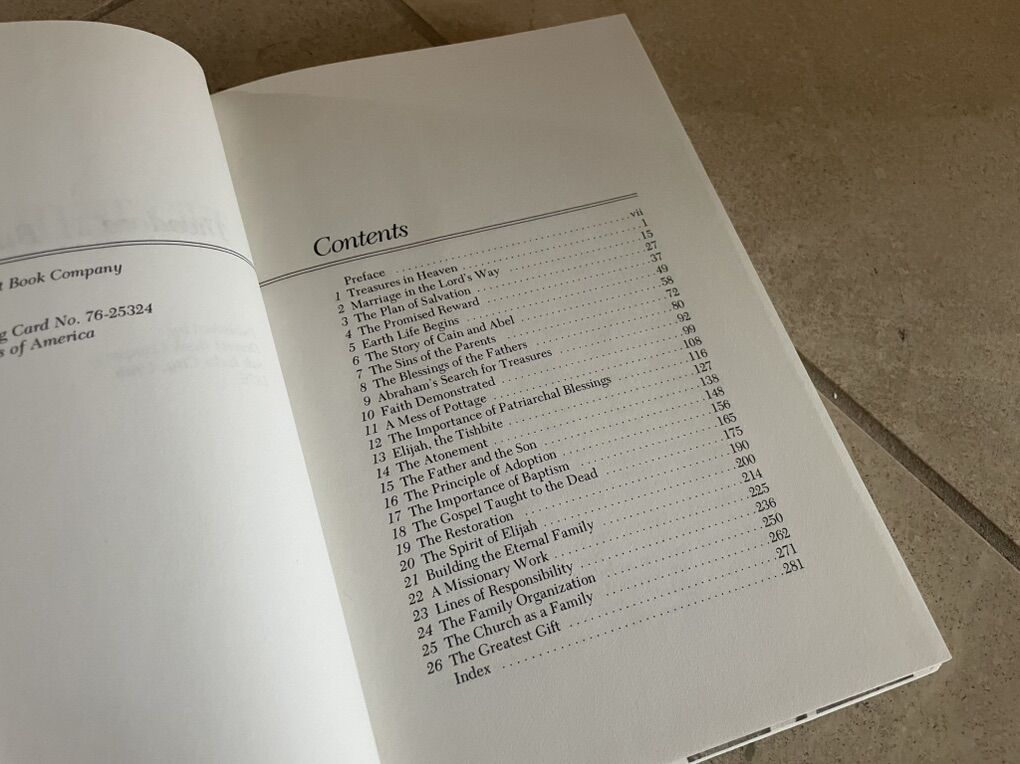 Book Company
Card No. 76-25324
of America
Contents
Preface vii
1 Treasures in Heaven 1
2 Marriage in the Lord's Way 15
3 The Plan of Salvation 27
4 The Promised Reward 37
5 Earth Life Begins 49
6 The Story of Cain and Abel 58
7 The Sins of the Parents 72
8 The Blessings of the Fathers 80
9 Abraham's Search for Treasures 92
10 Faith Demonstrated 99
11 A Mess of Pottage 108
12 The Importance of Patriarchal Blessings 116
13 Elijah, the Tishbite 127
14 The Atonement 138
15 The Father and the Son 148
16 The Principle of Adoption 156
17 The Importance of Baptism 165
18 The Gospel Taught to the Dead 175
19 The Restoration 190
20 The Spirit of Elijah 200
21 Building the Eternal Family 214
22 A Missionary Work 225
23 Lines of Responsibility 236
24 The Family Organization 250
25 The Church as a Family 262
26 The Greatest Gift 271
Index 281